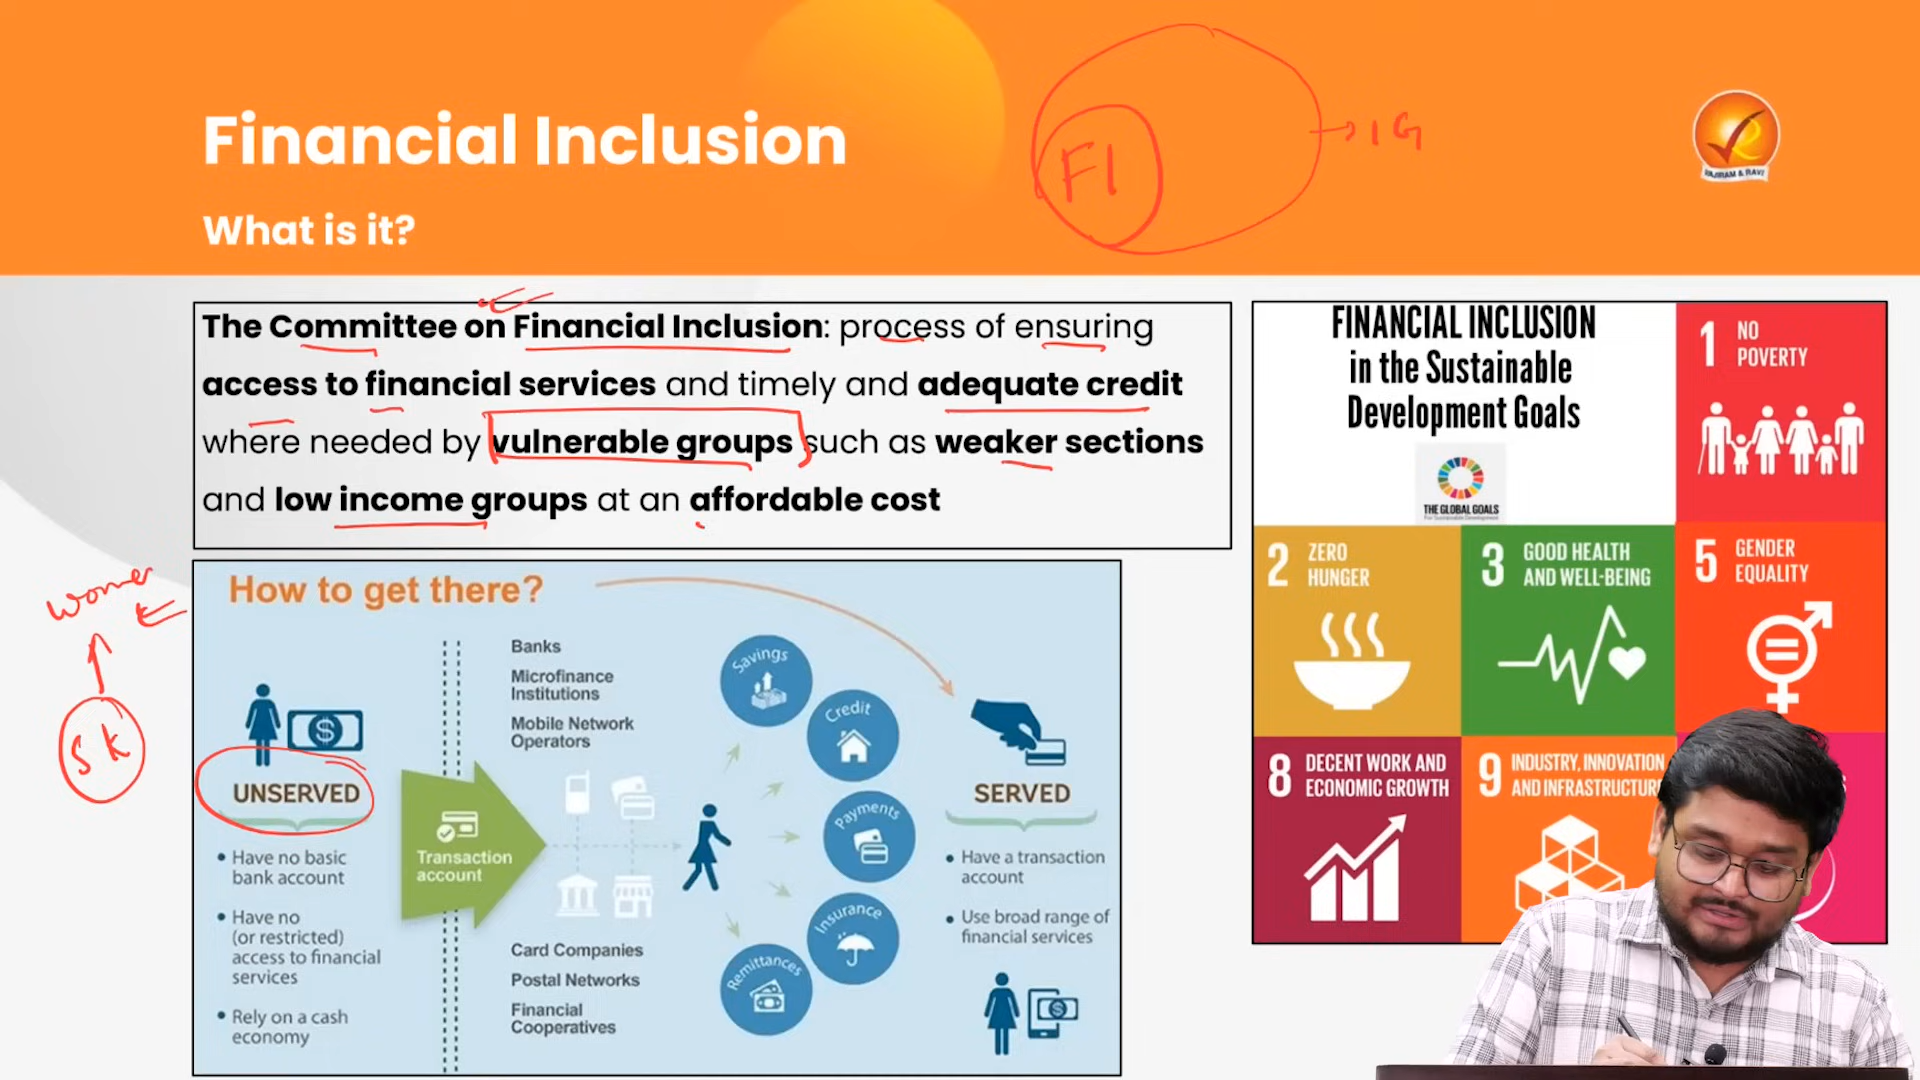 Financial Inclusion
What is it?
FI
→ IG
VAJIRAM & RAVI
The Committee on Financial Inclusion: process of ensuring
access to financial services and timely and adequate credit
where needed by vulnerable groups such as weaker sections
and low income groups at an affordable cost
women
SK
How to get there?
UNSERVED
Have no basic
bank account
Have no
(or restricted)
access to financial
services
Rely on a cash
economy
Transaction
account
Banks
Microfinance
Institutions
Mobile Network
Operators
Card Companies
Postal Networks
Financial
Cooperatives
Savings
Credit
Payments
Insurance
Remittances
SERVED
Have a transaction
account
Use broad range of
financial services
FINANCIAL INCLUSION
in the Sustainable
Development Goals
THE GLOBAL GOALS
For Sustainable Development
1 NO
POVERTY
2 ZERO
HUNGER
3 GOOD HEALTH
AND WELL-BEING
5 GENDER
EQUALITY
8 DECENT WORK AND
ECONOMIC GROWTH
9 INDUSTRY, INNOVATION
AND INFRASTRUCTUR